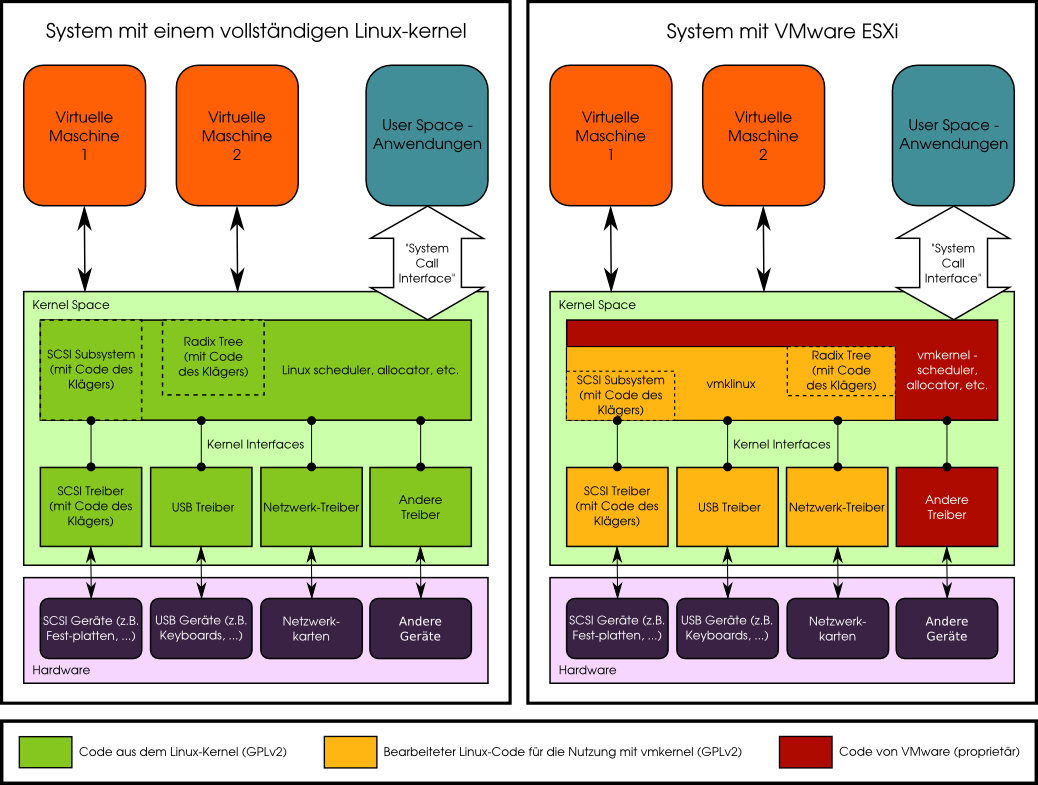 System mit einem vollständigen Linux-kernel
Virtuelle
Maschine
1
Virtuelle
Maschine
2
User Space -
Anwendungen
"System
Call
Interface"
Kernel Space
SCSI Subsystem
(mit Code des
Klägers)
Radix Tree
(mit Code
des Klägers)
Linux scheduler, allocator, etc.
Kernel Interfaces
SCSI Treiber
(mit Code des
Klägers)
USB Treiber
Netzwerk-Treiber
Andere
Treiber
SCSI Geräte (z.B.
Fest-platten, ...)
USB Geräte (z.B.
Keyboards, ...)
Netzwerk-
karten
Andere
Geräte
Hardware
System mit VMware ESXi
Virtuelle
Maschine
1
Virtuelle
Maschine
2
User Space -
Anwendungen
"System
Call
Interface"
Kernel Space
SCSI Subsystem
(mit Code des
Klägers)
vmklinux
Radix Tree
(mit Code
des Klägers)
vmkernel -
scheduler,
allocator, etc.
Kernel Interfaces
SCSI Treiber
(mit Code des
Klägers)
USB Treiber
Netzwerk-Treiber
Andere
Treiber
SCSI Geräte (z.B.
Fest-platten, ...)
USB Geräte (z.B.
Keyboards, ...)
Netzwerk-
karten
Andere
Geräte
Hardware
Code aus dem Linux-Kernel (GPLv2)
Bearbeiteter Linux-Code für die Nutzung mit vmkernel (GPLv2)
Code von VMware (proprietär)